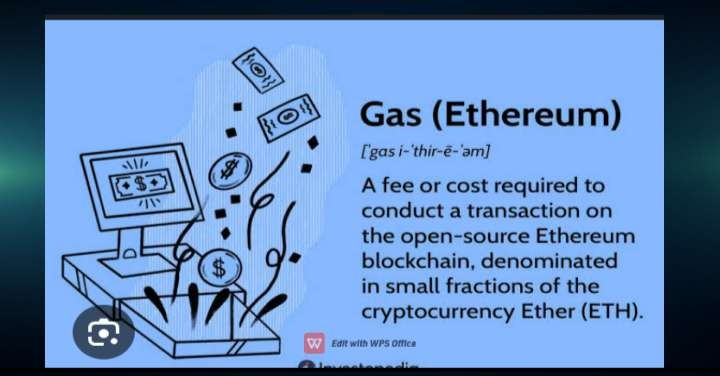 Gas (Ethereum)
['gas i-'thir-ē-'əm]
A fee or cost required to
conduct a transaction on
the open-source Ethereum
blockchain, denominated
in small fractions of the
cryptocurrency Ether (ETH).
W Edit with WPS Office